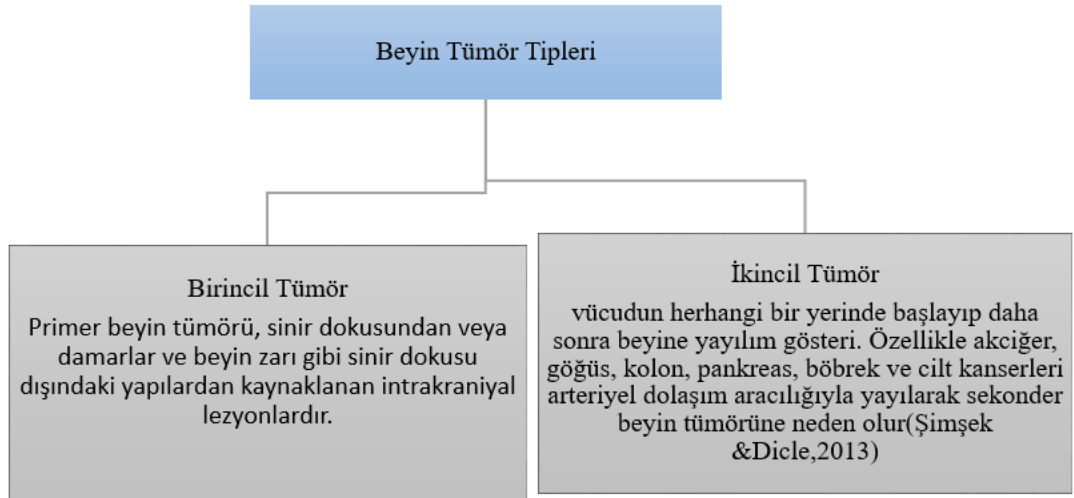 Beyin Tümör Tipleri
Birincil Tümör
Primer beyin tümörü, sinir dokusundan veya
damarlar ve beyin zarı gibi sinir dokusu
dışındaki yapılardan kaynaklanan intrakraniyal
lezyonlardır.
İkincil Tümör
vücudun herhangi bir yerinde başlayıp daha
sonra beyine yayılım gösteri. Özellikle akciğer,
göğüs, kolon, pankreas, böbrek ve cilt kanserleri
arteriyel dolaşım aracılığıyla yayılarak sekonder
beyin tümörüne neden olur(Şimşek
&Dicle,2013)